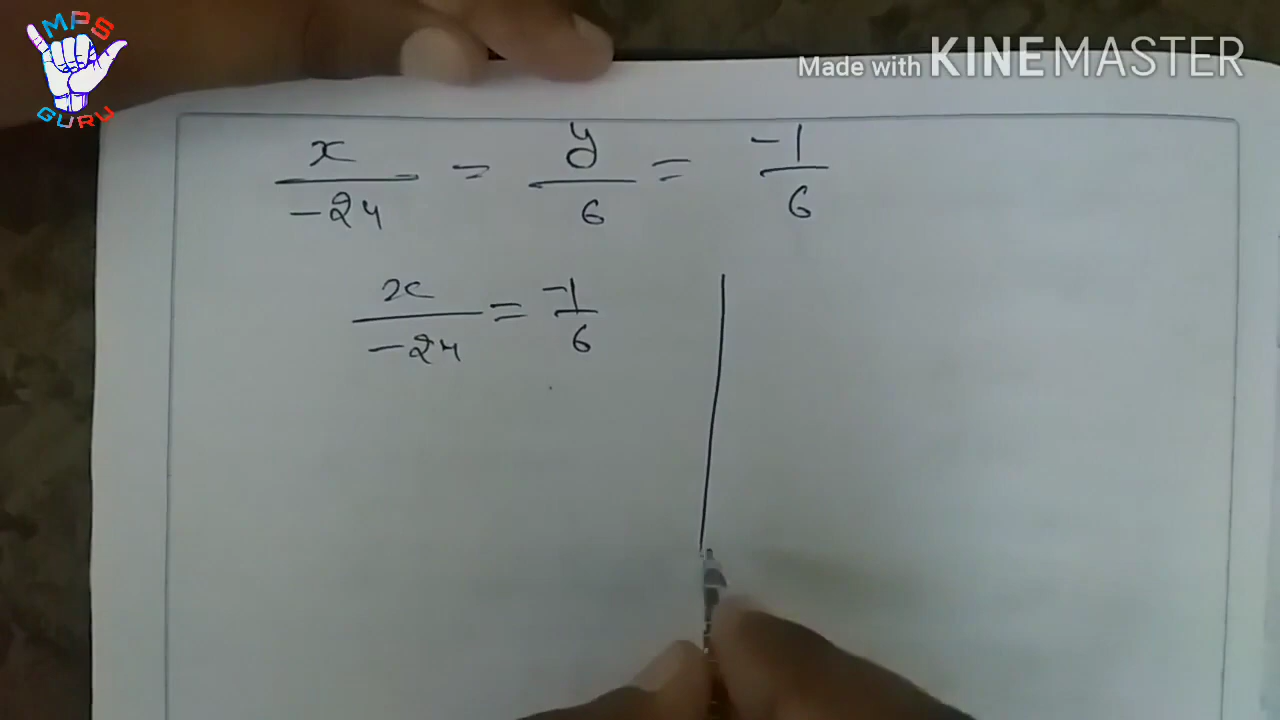 MPS
GURU
Made with KINEMASTER
x/-24 = y/6 = -1/6
x/-24 = -1/6